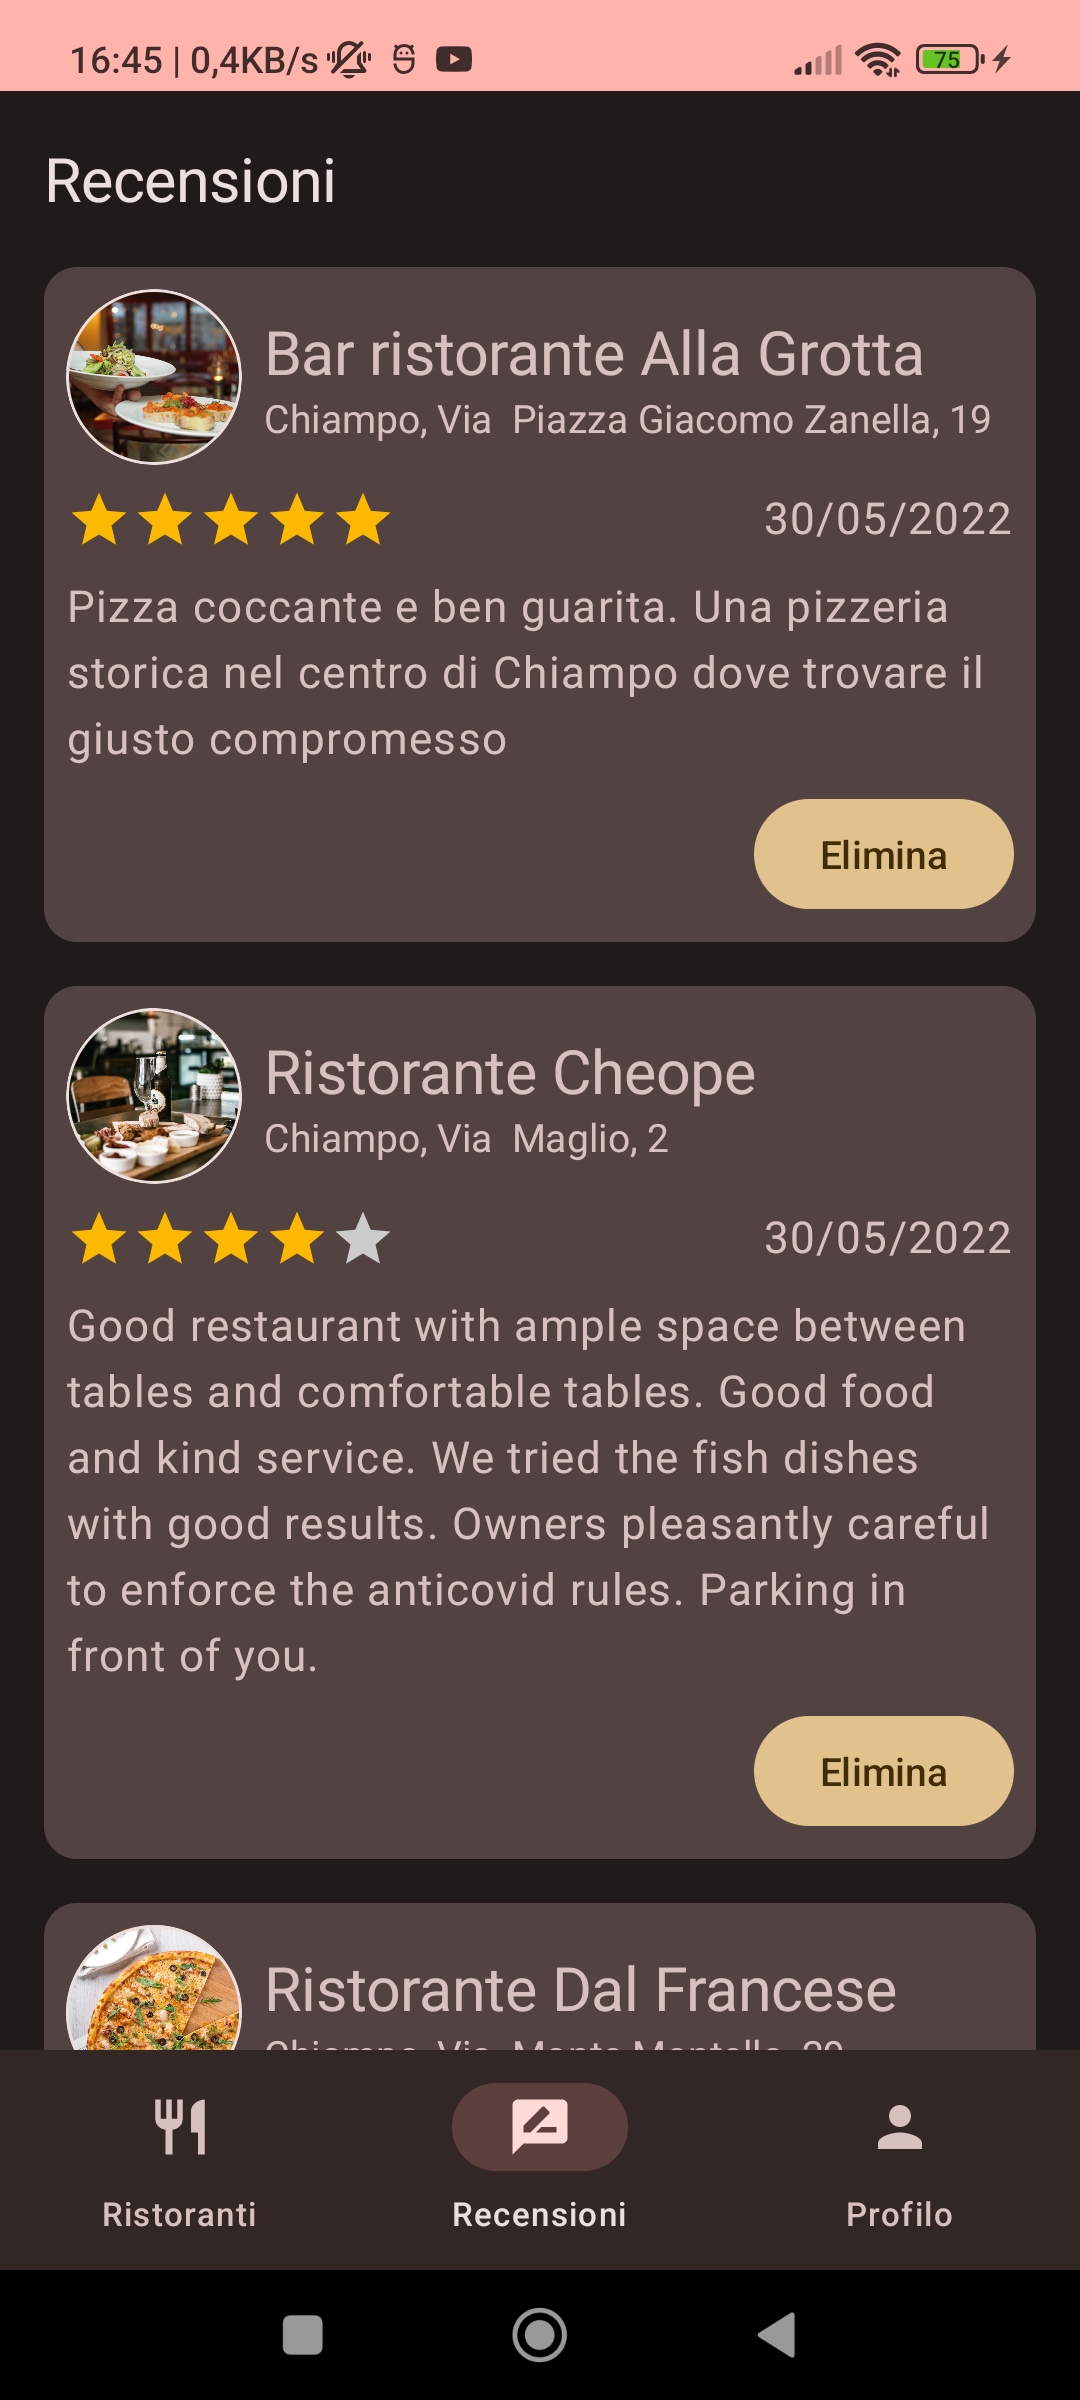 16:45 | 0,4KB/s
75
Recensioni
Bar ristorante Alla Grotta
Chiampo, Via  Piazza Giacomo Zanella, 19
30/05/2022
Pizza coccante e ben guarita. Una pizzeria
storica nel centro di Chiampo dove trovare il
giusto compromesso
Elimina
Ristorante Cheope
Chiampo, Via  Maglio, 2
30/05/2022
Good restaurant with ample space between
tables and comfortable tables. Good food
and kind service. We tried the fish dishes
with good results. Owners pleasantly careful
to enforce the anticovid rules. Parking in
front of you.
Elimina
Ristorante Dal Francese
Chiampo, Via
Ristoranti
Recensioni
Profilo